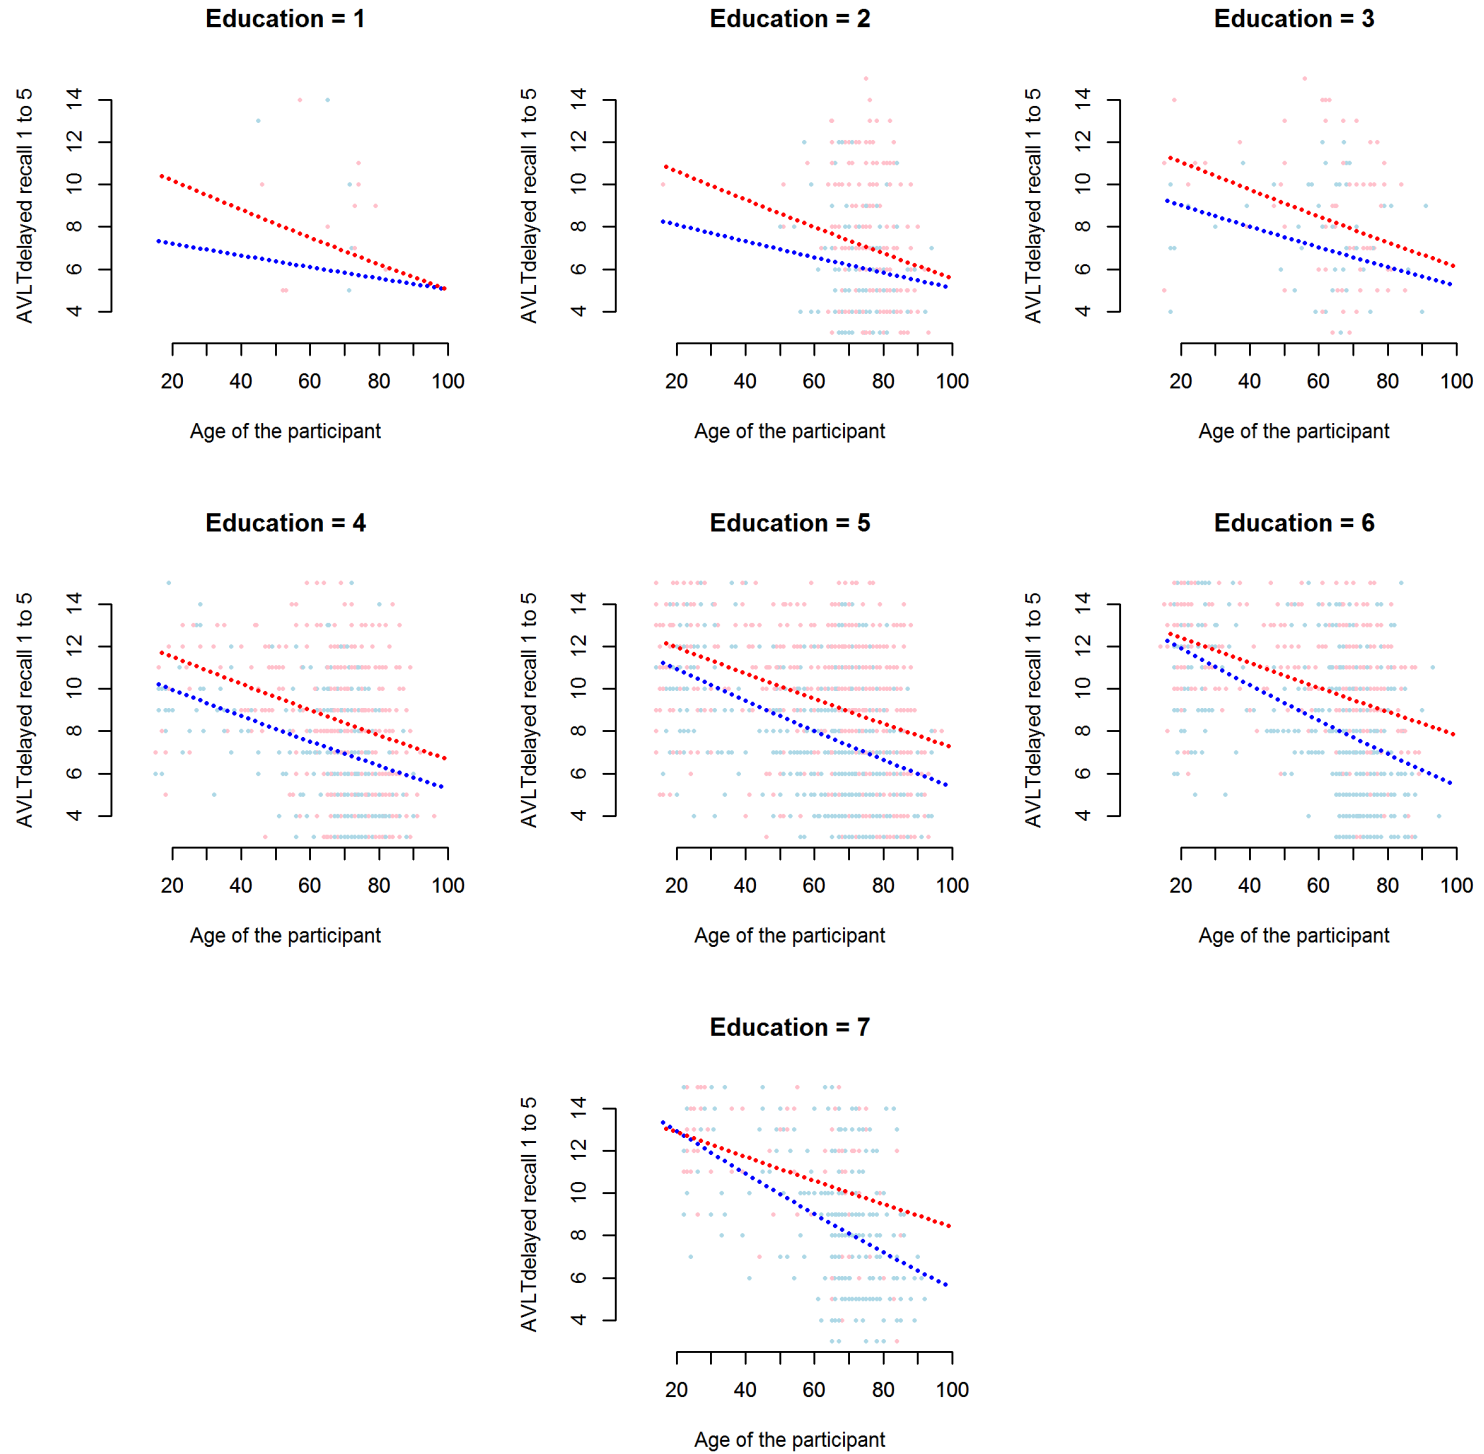 Education = 1
AVLTdelayed recall 1 to 5
14
12
10
8
6
4
20 40 60 80 100
Age of the participant
Education = 2
AVLTdelayed recall 1 to 5
14
12
10
8
6
4
20 40 60 80 100
Age of the participant
Education = 3
AVLTdelayed recall 1 to 5
14
12
10
8
6
4
20 40 60 80 100
Age of the participant
Education = 4
AVLTdelayed recall 1 to 5
14
12
10
8
6
4
20 40 60 80 100
Age of the participant
Education = 5
AVLTdelayed recall 1 to 5
14
12
10
8
6
4
20 40 60 80 100
Age of the participant
Education = 6
AVLTdelayed recall 1 to 5
14
12
10
8
6
4
20 40 60 80 100
Age of the participant
Education = 7
AVLTdelayed recall 1 to 5
14
12
10
8
6
4
20 40 60 80 100
Age of the participant